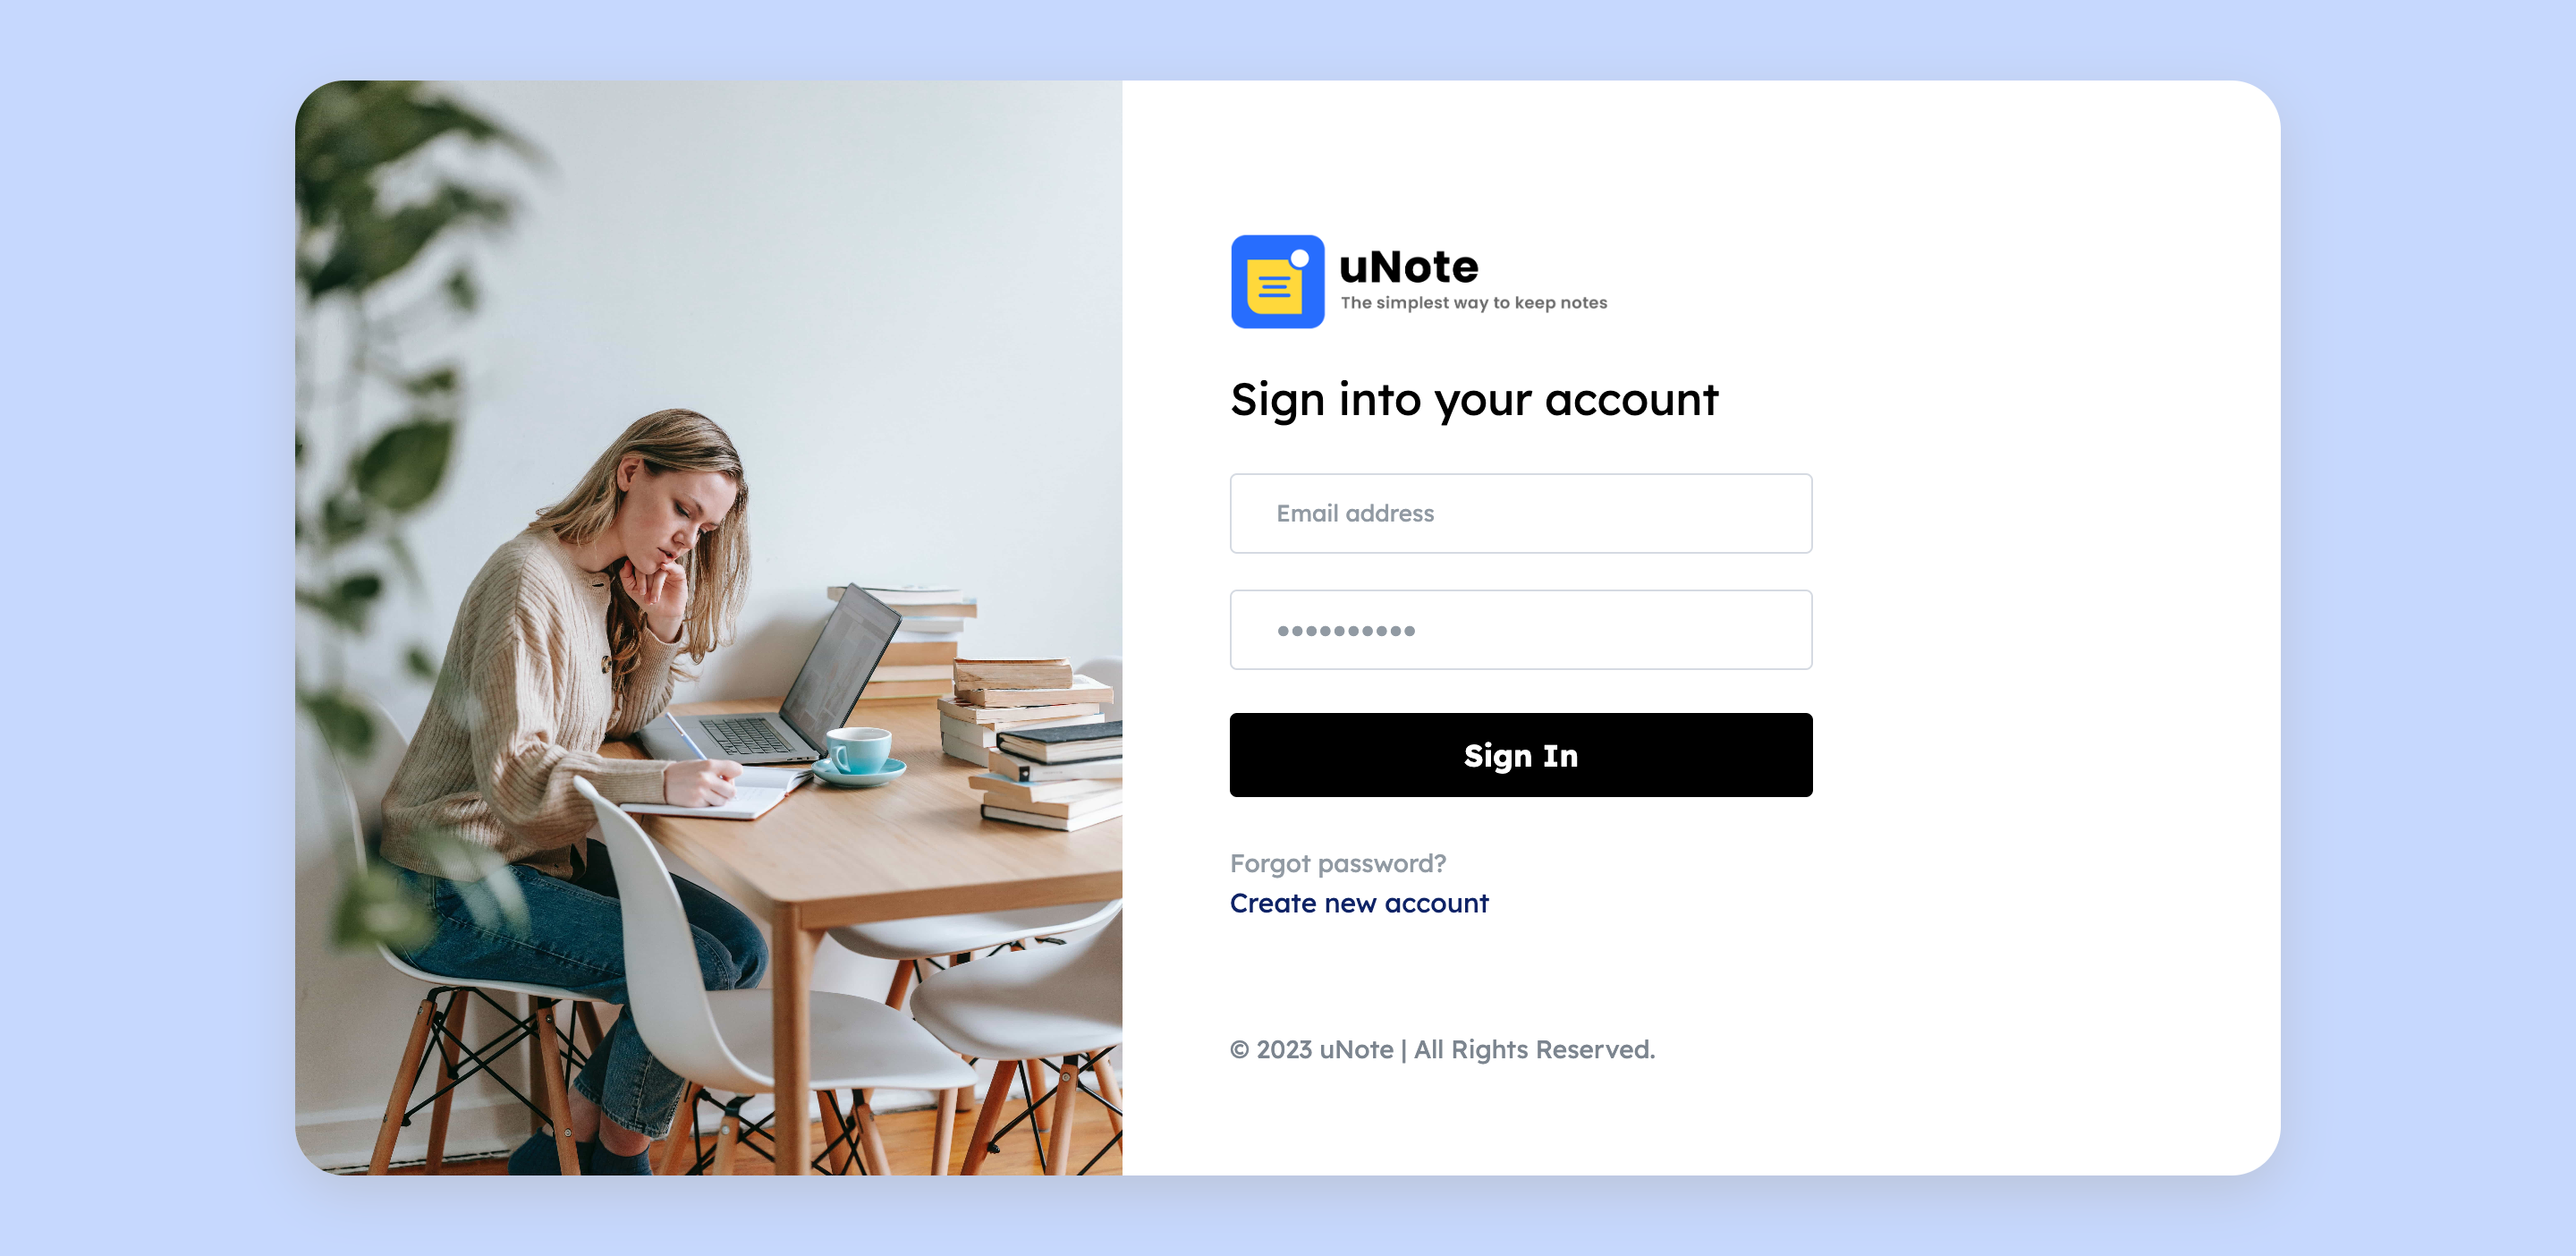 uNote
The simplest way to keep notes
Sign into your account
Email address
••••••••••
Sign In
Forgot password?
Create new account
© 2023 uNote | All Rights Reserved.